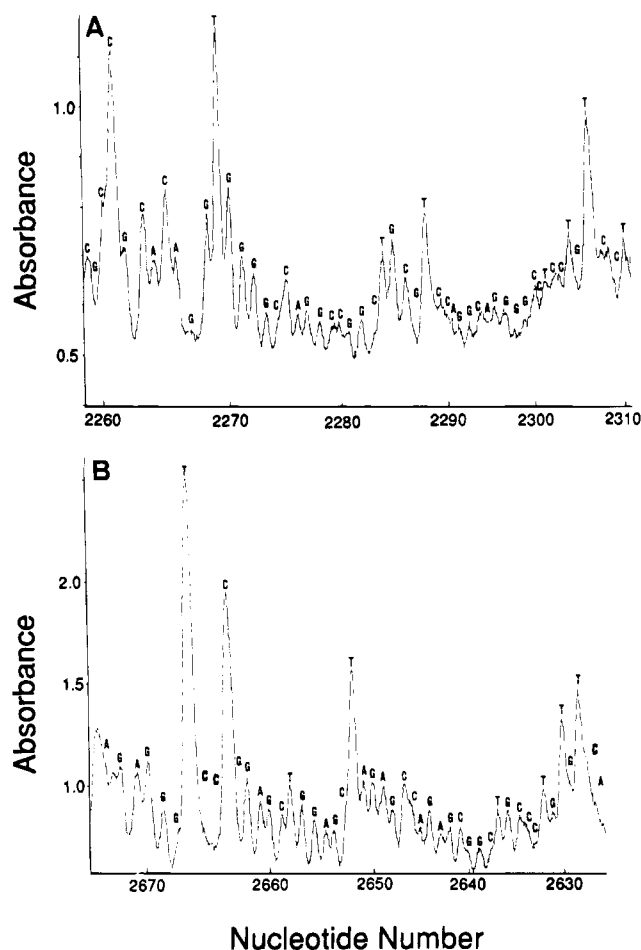 A
Absorbance
1.0
0.5
C G C C G C A C A G G T G G G G C C A G G C C G G C T G C G T C C A G G C A G G G G C C T C C T G T C C T
2260 2270 2280 2290 2300 2310
B
Absorbance
2.0
1.5
1.0
A G A G G G T C C C G G A G C T G G A G C T A G A G C C A G A G C G G C T G C C C T G T G T C A
2670 2660 2650 2640 2630
Nucleotide Number